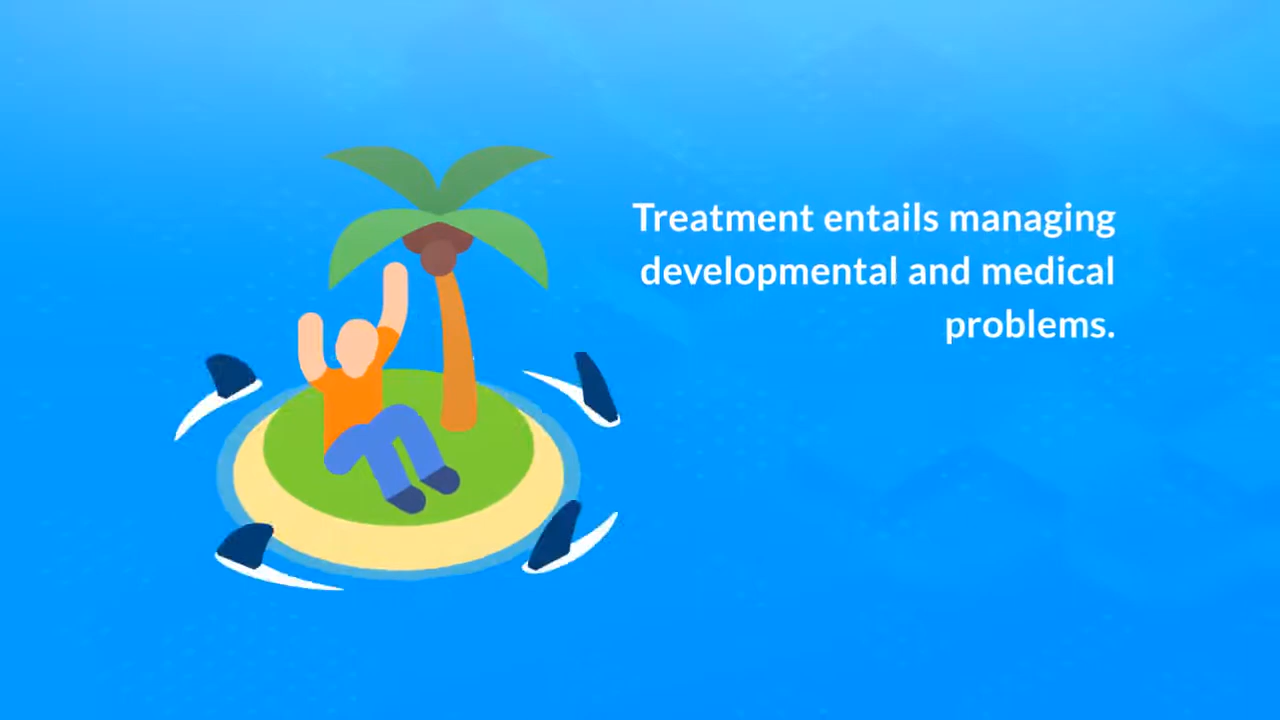 Treatment entails managing
developmental and medical
problems.